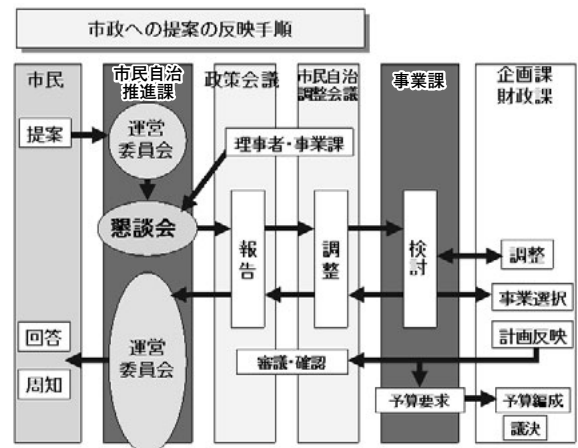 市政への提案の反映手順
市民
市民自治
推進課
政策会議
市民自治
調整会議
事業課
企画課
財政課
提案
運営
委員会
理事者・事業課
懇談会
報告
調整
検討
調整
事業選択
運営
委員会
回答
周知
計画反映
審議・確認
予算要求
予算編成
議決